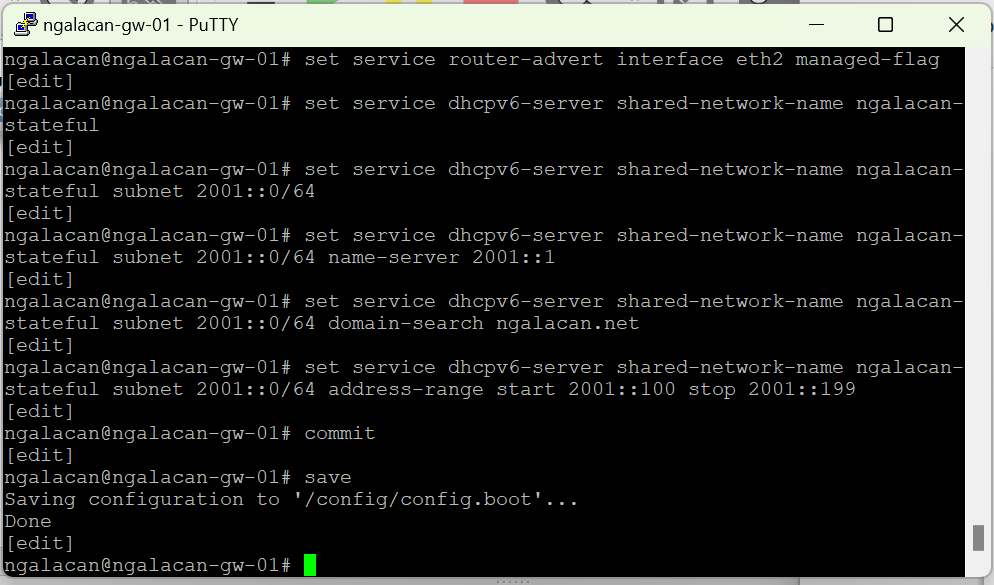 ngalacan-gw-01 - PuTTY
ngalacan@ngalacan-gw-01# set service router-advert interface eth2 managed-flag
[edit]
ngalacan@ngalacan-gw-01# set service dhcpv6-server shared-network-name ngalacan-
stateful
[edit]
ngalacan@ngalacan-gw-01# set service dhcpv6-server shared-network-name ngalacan-
stateful subnet 2001::0/64
[edit]
ngalacan@ngalacan-gw-01# set service dhcpv6-server shared-network-name ngalacan-
stateful subnet 2001::0/64 name-server 2001::1
[edit]
ngalacan@ngalacan-gw-01# set service dhcpv6-server shared-network-name ngalacan-
stateful subnet 2001::0/64 domain-search ngalacan.net
[edit]
ngalacan@ngalacan-gw-01# set service dhcpv6-server shared-network-name ngalacan-
stateful subnet 2001::0/64 address-range start 2001::100 stop 2001::199
[edit]
ngalacan@ngalacan-gw-01# commit
[edit]
ngalacan@ngalacan-gw-01# save
Saving configuration to '/config/config.boot'...
Done
[edit]
ngalacan@ngalacan-gw-01#